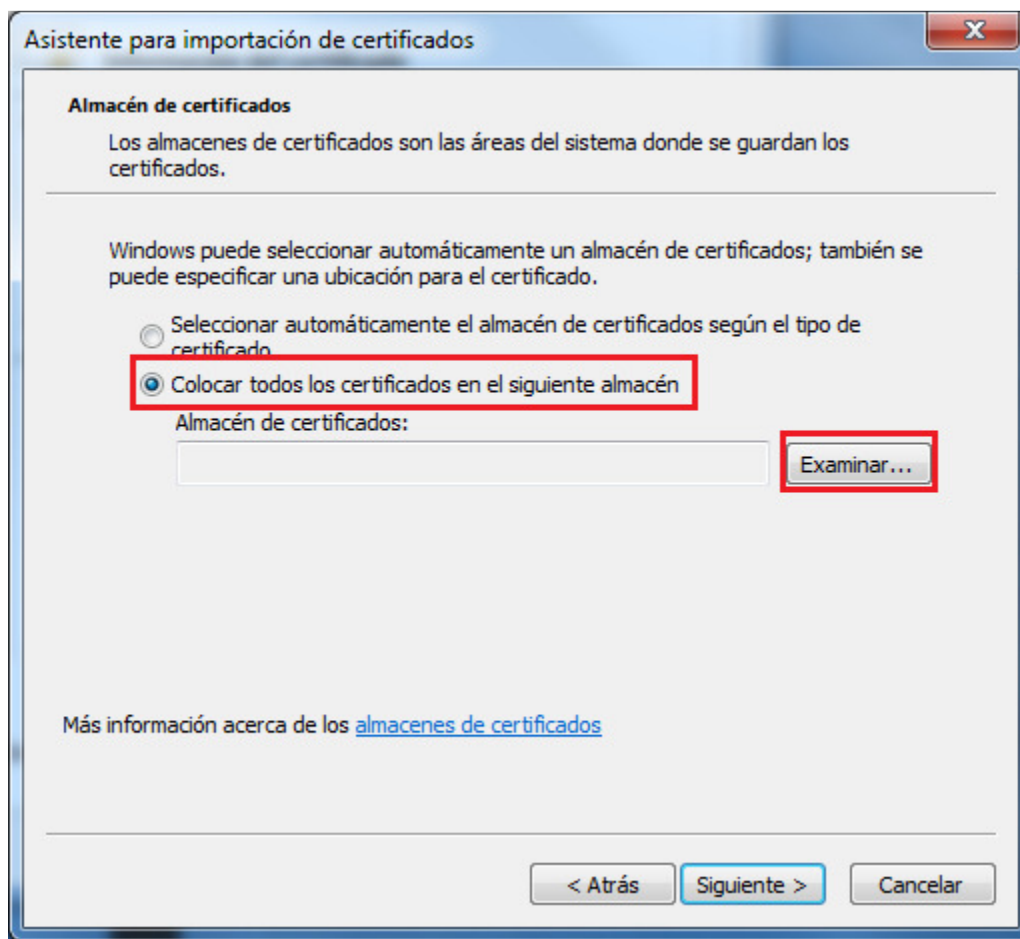 Asistente para importación de certificados
Almacén de certificados
Los almacenes de certificados son las áreas del sistema donde se guardan los
certificados.
Windows puede seleccionar automáticamente un almacén de certificados; también se
puede especificar una ubicación para el certificado.
Seleccionar automáticamente el almacén de certificados según el tipo de
certificado
Colocar todos los certificados en el siguiente almacén
Almacén de certificados:
Examinar...
Más información acerca de los almacenes de certificados
< Atrás
Siguiente >
Cancelar